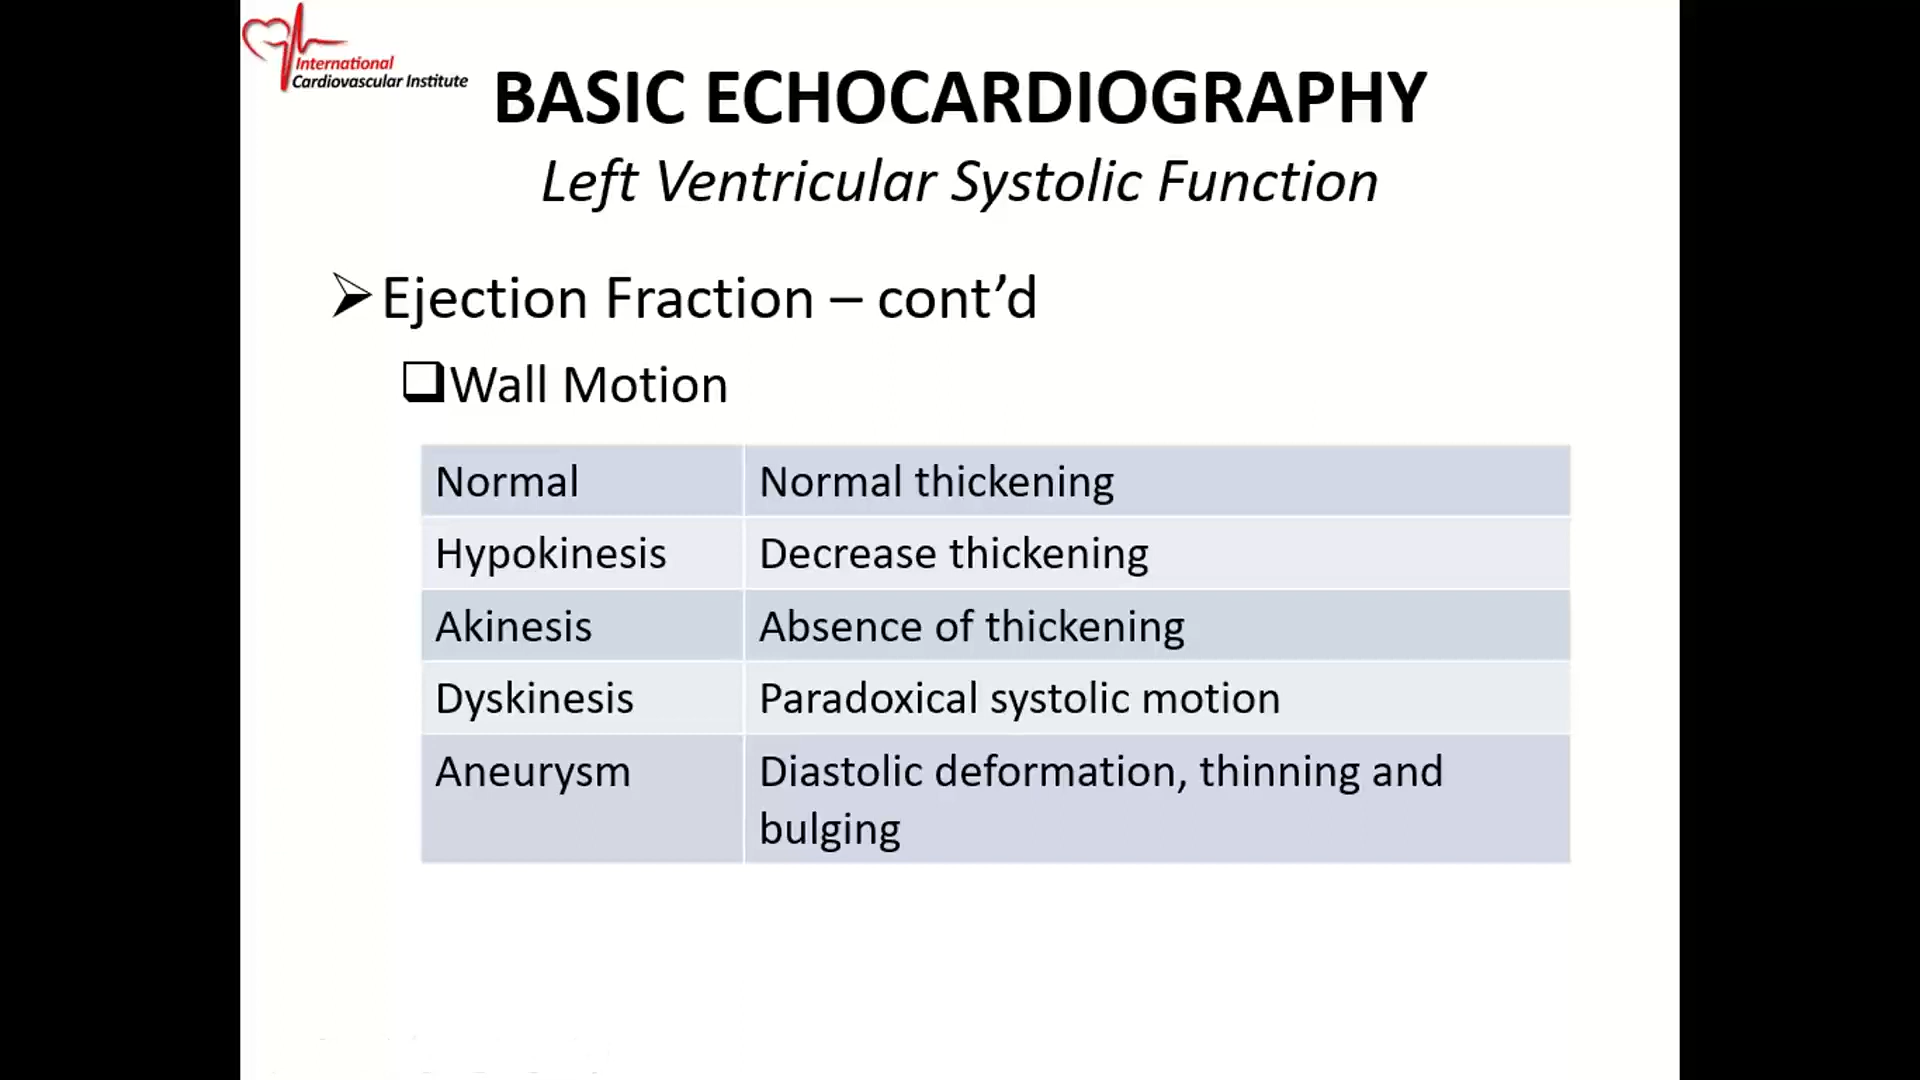 International
Cardiovascular Institute
BASIC ECHOCARDIOGRAPHY
Left Ventricular Systolic Function
Ejection Fraction – cont’d
Wall Motion
Normal Normal thickening
Hypokinesis Decrease thickening
Akinesis Absence of thickening
Dyskinesis Paradoxical systolic motion
Aneurysm Diastolic deformation, thinning and
bulging